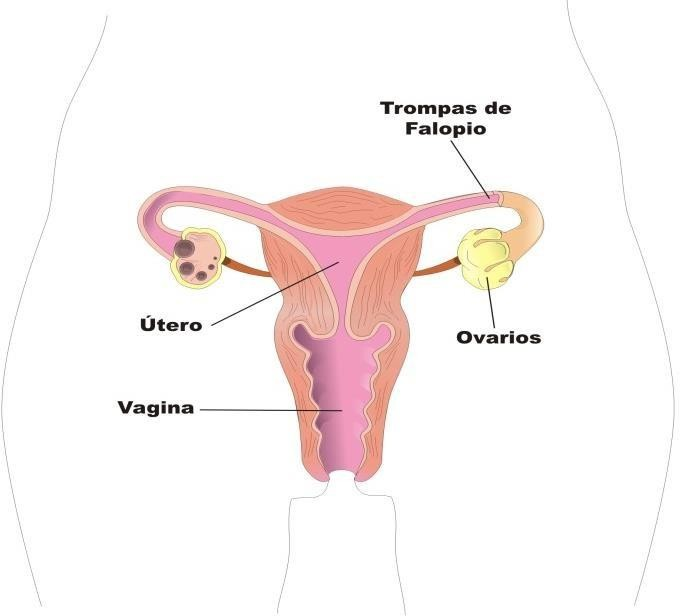 Trompas de
Falopio
Útero
Ovarios
Vagina